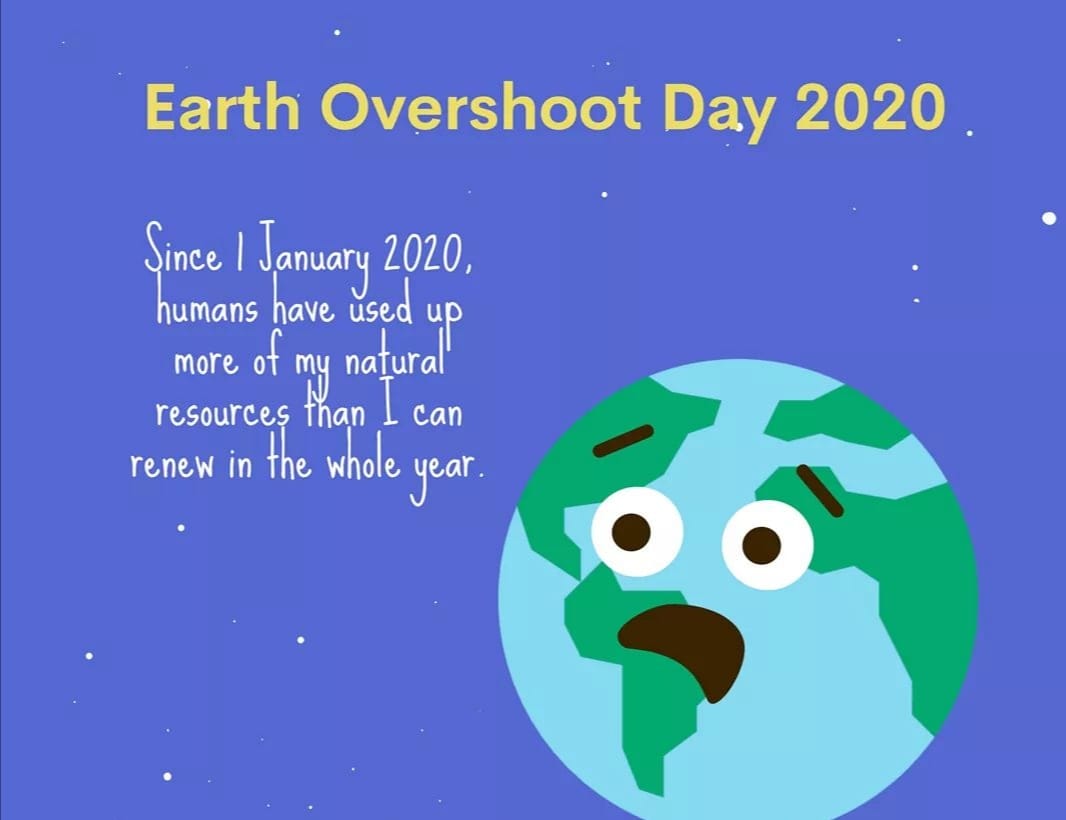 Earth Overshoot Day 2020
Since 1 January 2020,
humans have used up
more of my natural
resources than I can
renew in the whole year.